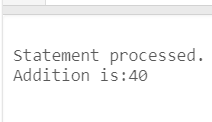 Statement processed.
Addition is:40